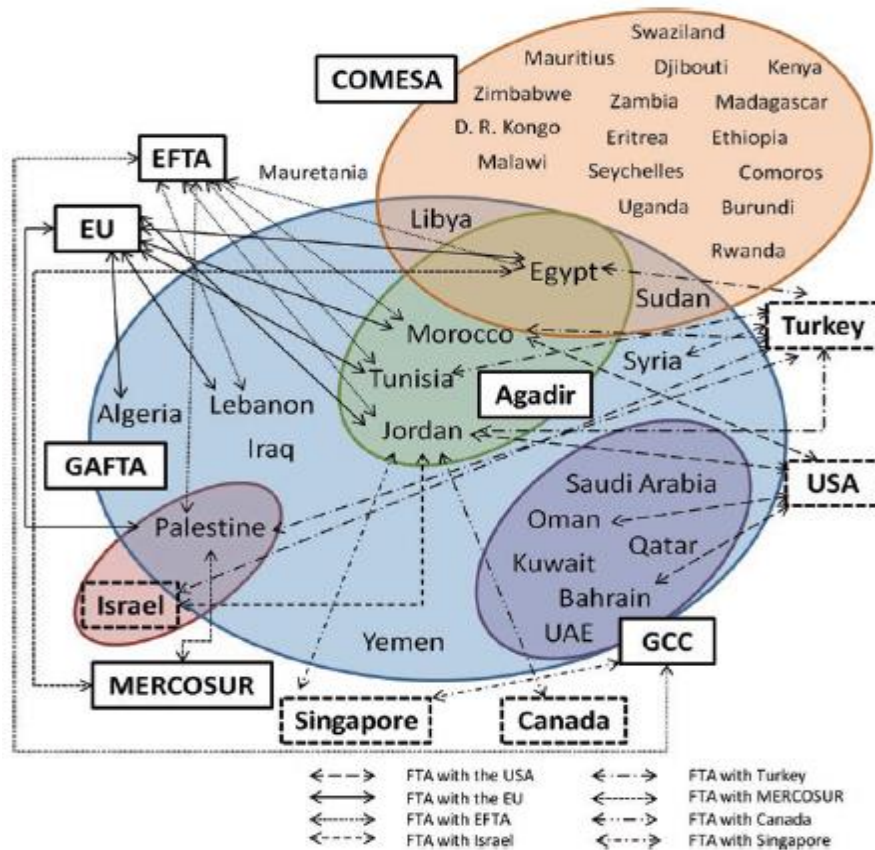 Swaziland
Mauritius
Djibouti
Kenya
COMESA
Zimbabwe
Zambia
Madagascar
D. R. Kongo
Eritrea
Ethiopia
EFTA
Mauretania
Malawi
Seychelles
Comoros
EU
Libya
Uganda
Burundi
Rwanda
Egypt
Sudan
Morocco
Turkey
Syria
Tunisia
Agadir
Algeria
Lebanon
Jordan
Iraq
GAFTA
USA
Saudi Arabia
Palestine
Oman
Qatar
Kuwait
Israel
Bahrain
Yemen
UAE
GCC
MERCOSUR
Singapore
Canada
FTA with the USA
FTA with the EU
FTA with EFTA
FTA with Israel
FTA with Turkey
FTA with MERCOSUR
FTA with Canada
FTA with Singapore